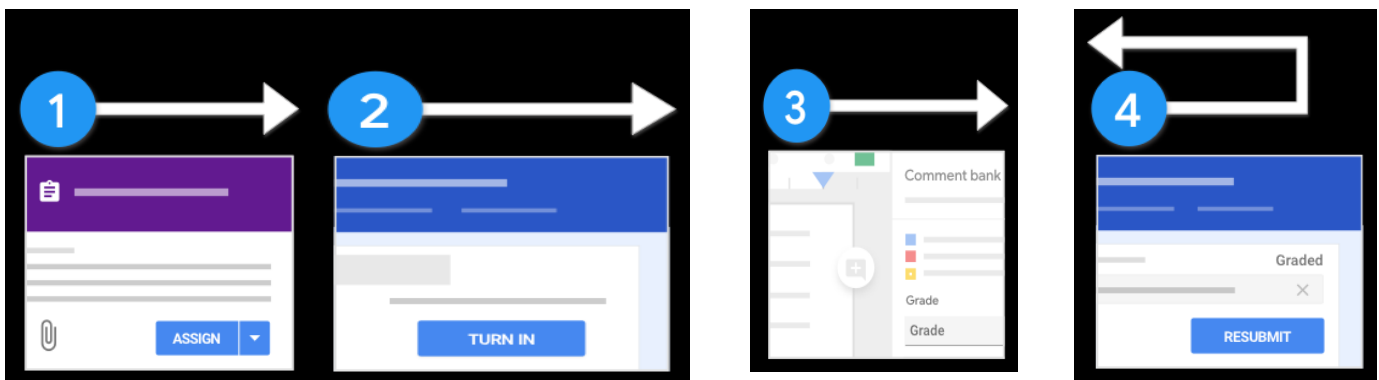 1
ASSIGN
2
TURN IN
3
Comment bank
Grade
Grade
4
Graded
RESUBMIT